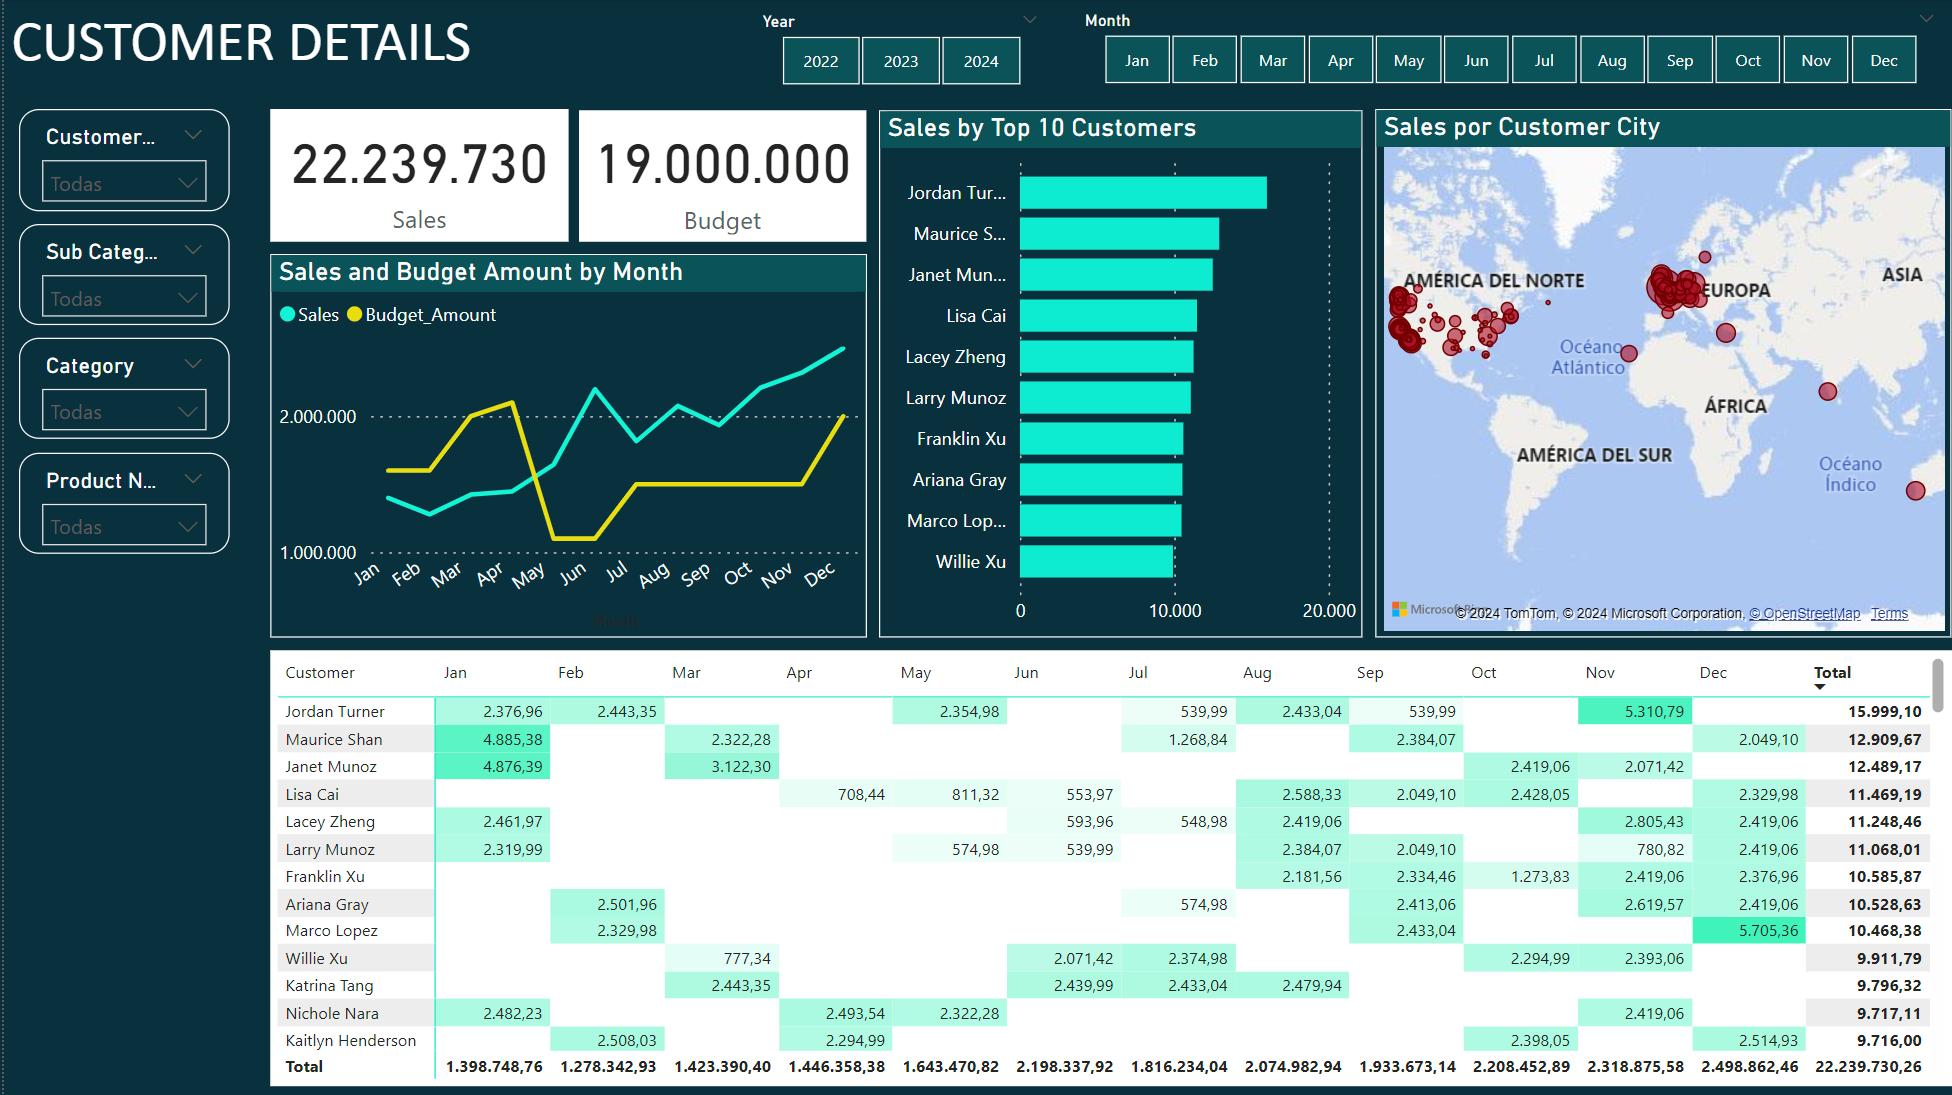 CUSTOMER DETAILS
Year
2022 2023 2024
Month
Jan Feb Mar Apr May Jun Jul Aug Sep Oct Nov Dec
Customer...
Todas
Sub Categ...
Todas
Category
Todas
Product N...
Todas
22.239.730
Sales
19.000.000
Budget
Sales and Budget Amount by Month
Sales Budget_Amount
2.000.000
1.000.000
Jan Feb Mar Apr May Jun Jul Aug Sep Oct Nov Dec
Month
Sales by Top 10 Customers
Jordan Tur...
Maurice S...
Janet Mun...
Lisa Cai
Lacey Zheng
Larry Munoz
Franklin Xu
Ariana Gray
Marco Lop...
Willie Xu
0 10.000 20.000
Sales por Customer City
AMÉRICA DEL NORTE
EUROPA
ASIA
Océano
Atlántico
ÁFRICA
AMÉRICA DEL SUR
Océano
Índico
Microsoft Bing
© 2024 TomTom, © 2024 Microsoft Corporation, © OpenStreetMap Terms
Customer Jan Feb Mar Apr May Jun Jul Aug Sep Oct Nov Dec Total
Jordan Turner 2.376,96 2.443,35 2.354,98 539,99 2.433,04 539,99 5.310,79 15.999,10
Maurice Shan 4.885,38 2.322,28 1.268,84 2.384,07 2.049,10 12.909,67
Janet Munoz 4.876,39 3.122,30 2.419,06 2.071,42 12.489,17
Lisa Cai 708,44 811,32 553,97 2.588,33 2.049,10 2.428,05 2.329,98 11.469,19
Lacey Zheng 2.461,97 593,96 548,98 2.419,06 2.805,43 2.419,06 11.248,46
Larry Munoz 2.319,99 574,98 539,99 2.384,07 2.049,10 780,82 2.419,06 11.068,01
Franklin Xu 2.181,56 2.334,46 1.273,83 2.419,06 2.376,96 10.585,87
Ariana Gray 2.501,96 574,98 2.413,06 2.619,57 2.419,06 10.528,63
Marco Lopez 2.329,98 2.433,04 5.705,36 10.468,38
Willie Xu 777,34 2.071,42 2.374,98 2.294,99 2.393,06 9.911,79
Katrina Tang 2.443,35 2.439,99 2.433,04 2.479,94 9.796,32
Nichole Nara 2.482,23 2.493,54 2.322,28 2.419,06 9.717,11
Kaitlyn Henderson 2.508,03 2.294,99 2.398,05 2.514,93 9.716,00
Total 1.398.748,76 1.278.342,93 1.423.390,40 1.446.358,38 1.643.470,82 2.198.337,92 1.816.234,04 2.074.982,94 1.933.673,14 2.208.452,89 2.318.875,58 2.498.862,46 22.239.730,26